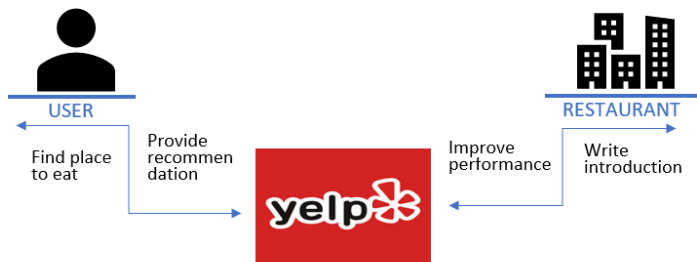 USER
Find place
to eat
Provide
recommen
dation
yelp
RESTAURANT
Improve
performance
Write
introduction